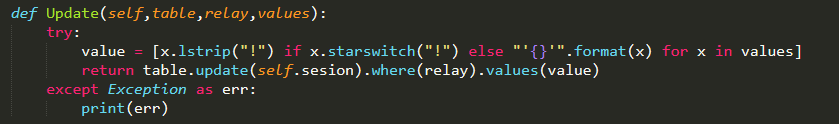 def Update(self,table,relay,values):
    try:
        value = [x.lstrip("!") if x.starswitch("!") else "'{}'".format(x) for x in values]
        return table.update(self.sesion).where(relay).values(value)
    except Exception as err:
        print(err)